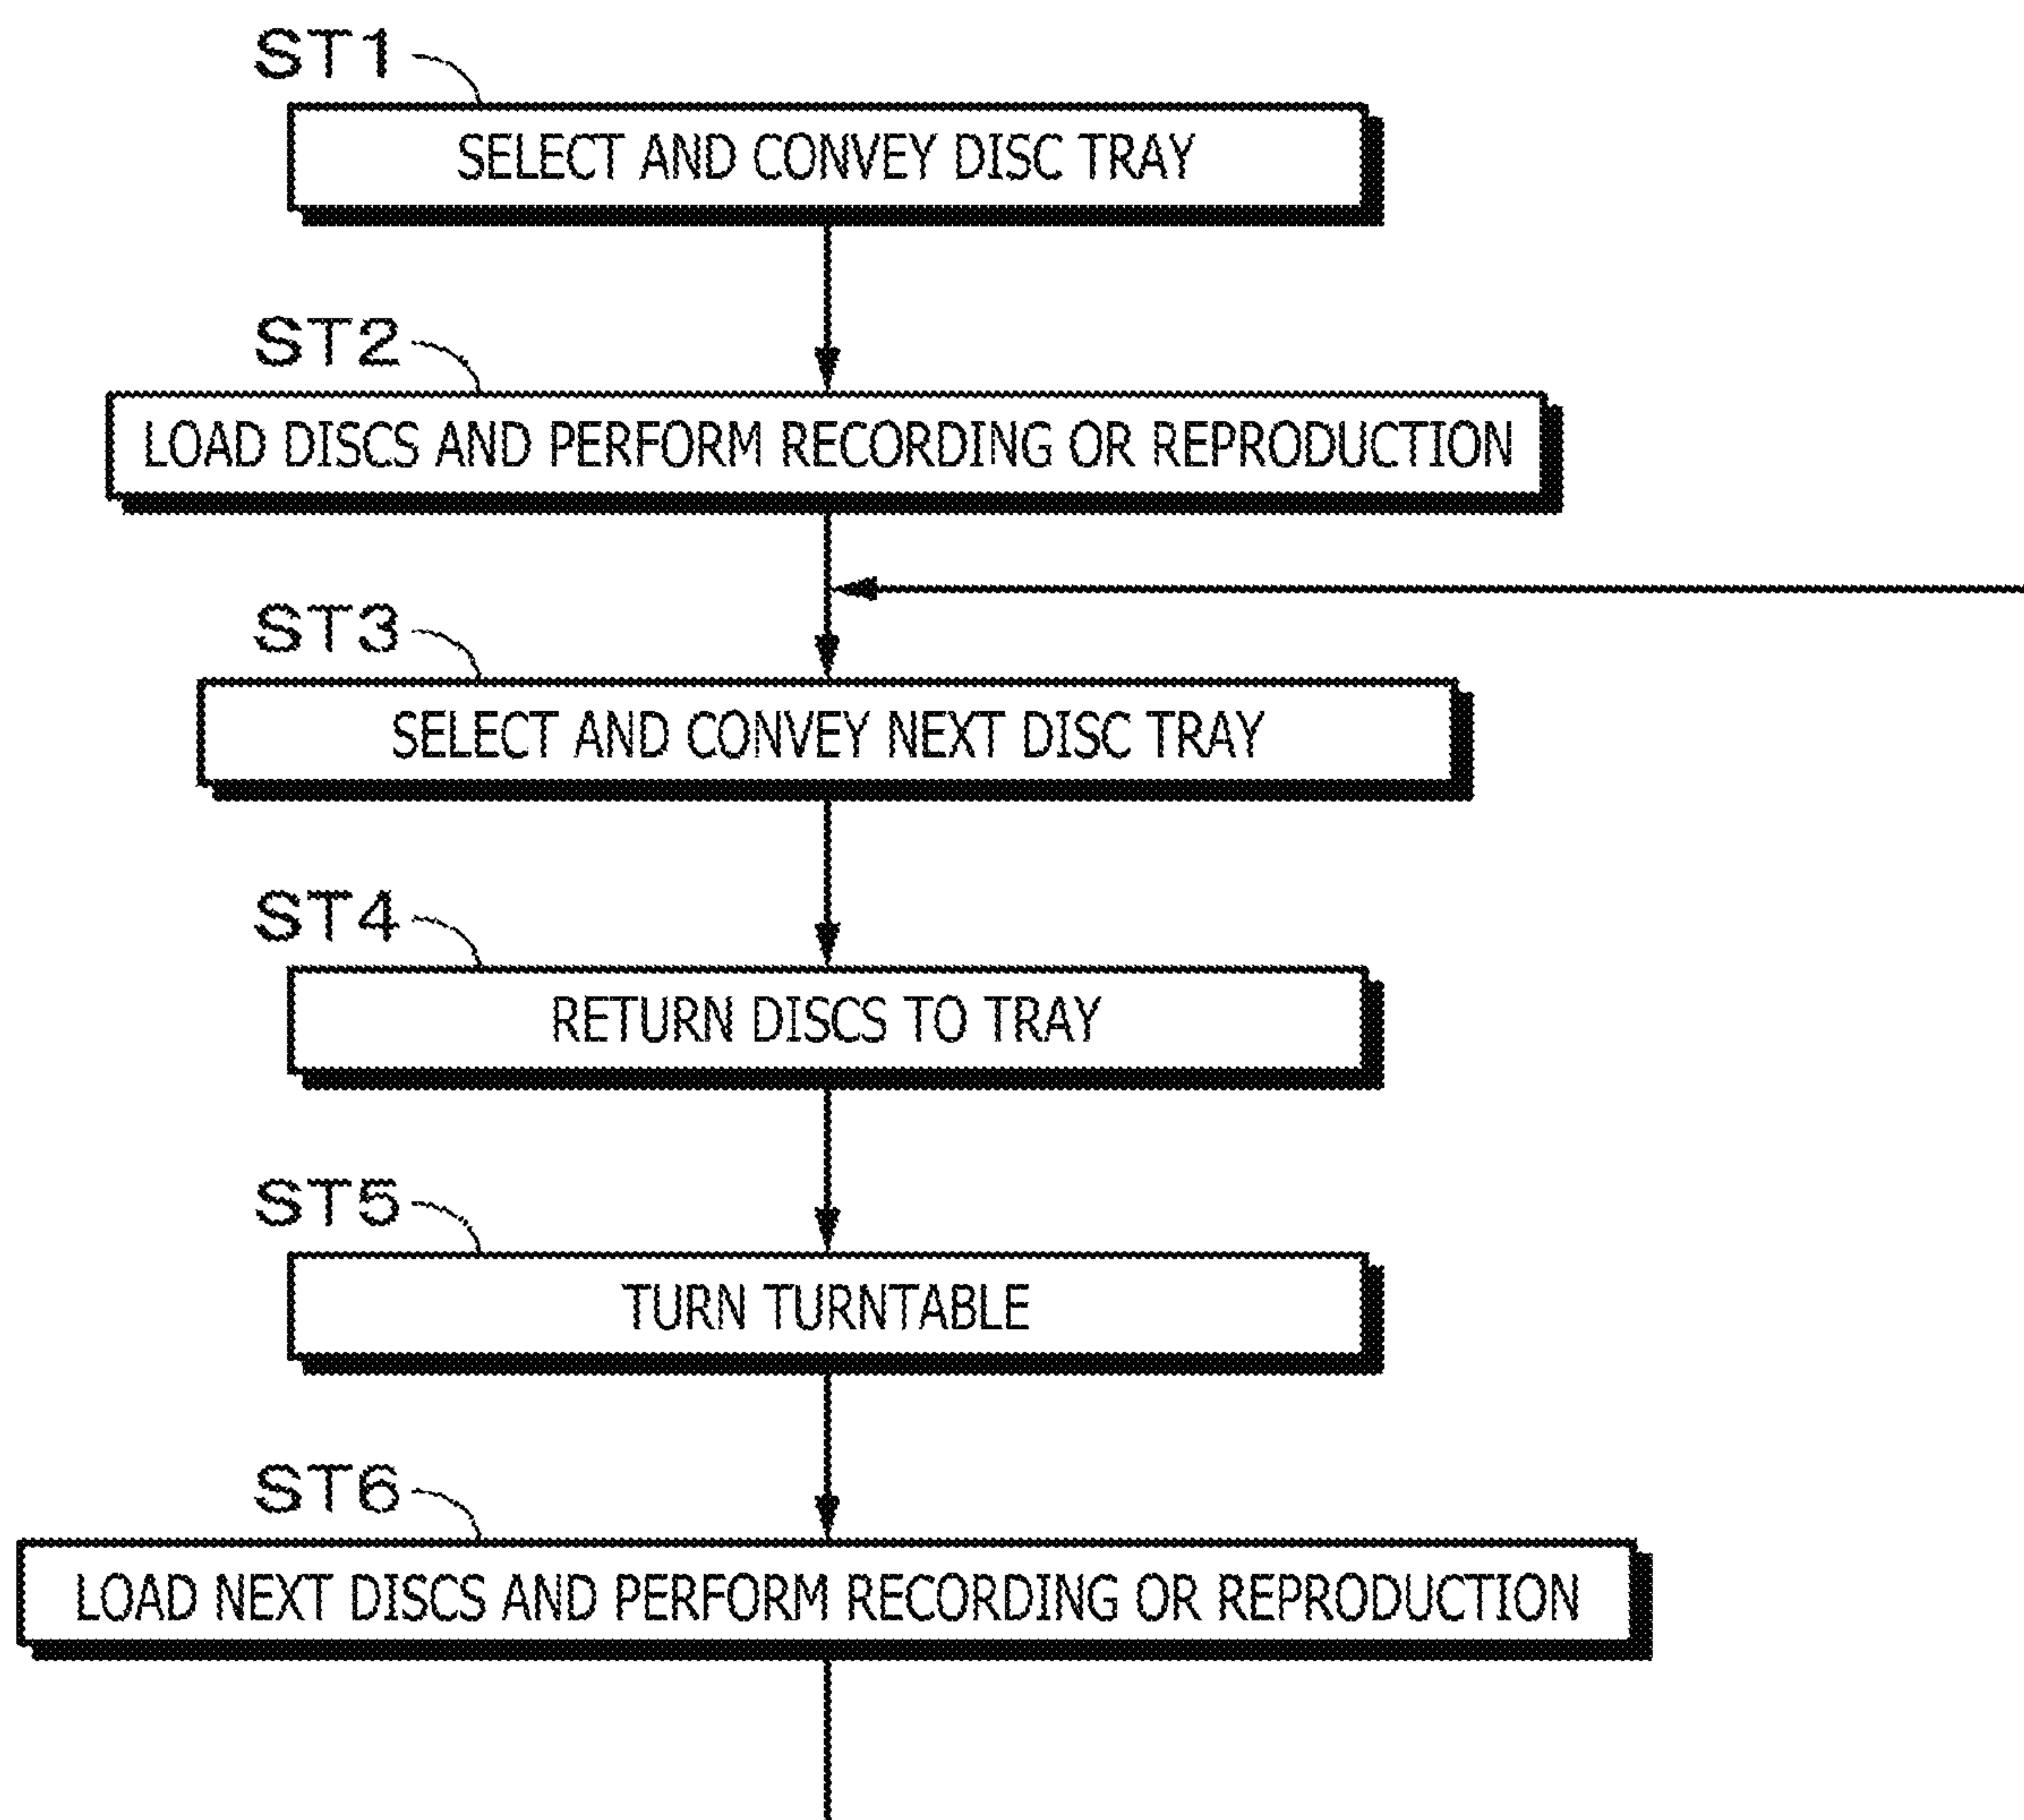 ST1
SELECT AND CONVEY DISC TRAY
ST2
LOAD DISCS AND PERFORM RECORDING OR REPRODUCTION
ST3
SELECT AND CONVEY NEXT DISC TRAY
ST4
RETURN DISCS TO TRAY
ST5
TURN TURNTABLE
ST6
LOAD NEXT DISCS AND PERFORM RECORDING OR REPRODUCTION